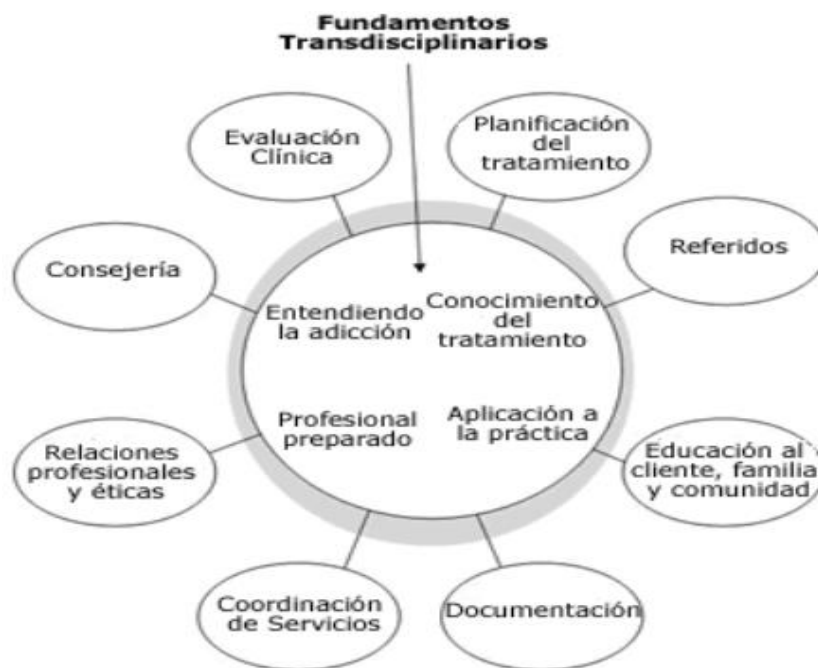 Fundamentos
Transdisciplinarios
Evaluación
Clínica
Planificación
del
tratamiento
Consejería
Referidos
Entendiendo
la adicción
Conocimiento
del
tratamiento
Profesional
preparado
Aplicación a
la práctica
Relaciones
profesionales
y éticas
Educación al
cliente, familia
y comunidad
Coordinación
de Servicios
Documentación